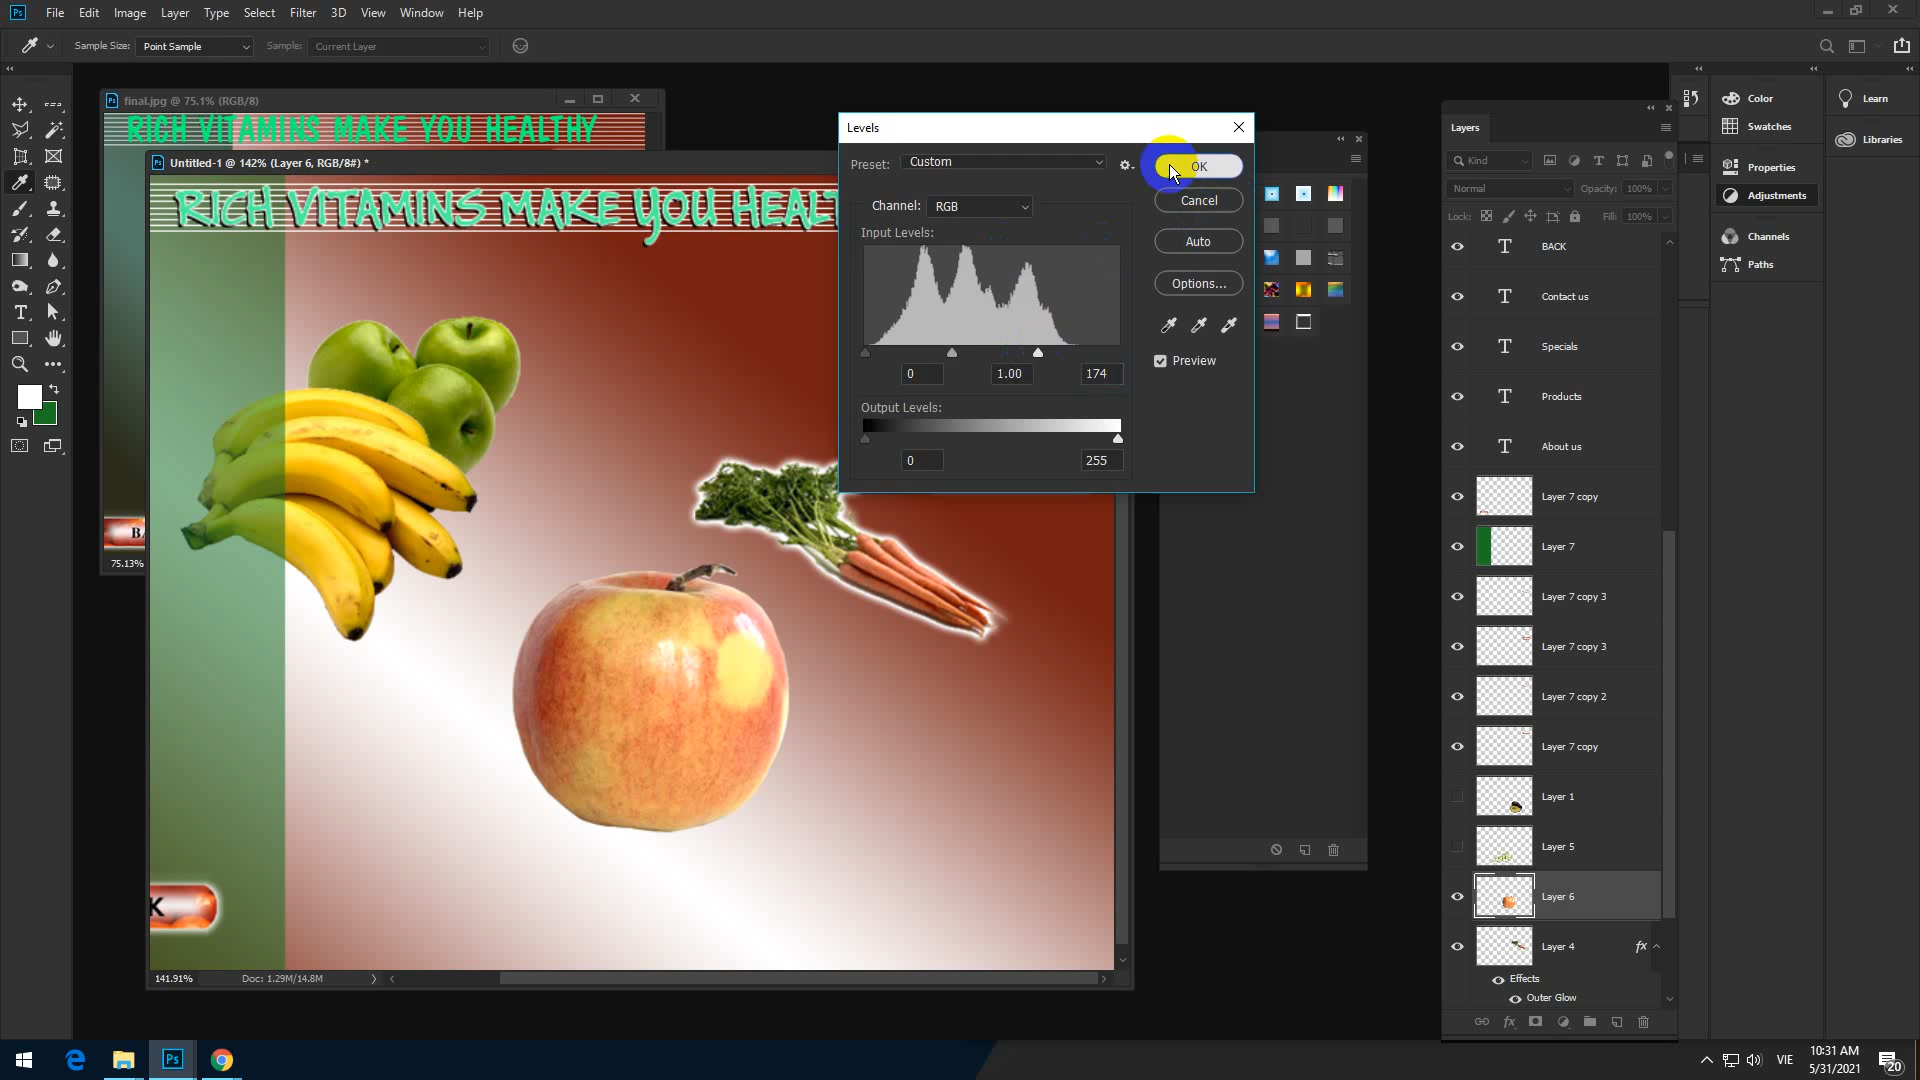 Ps File Edit Image Layer Type Select Filter 3D View Window Help
Sample Size: Point Sample Sample: Current Layer
final.jpg @ 75.1% (RGB/8)
RICH VITAMINS MAKE YOU HEALTHY
75.13%
Untitled-1 @ 142% (Layer 6, RGB/8#) *
RICH VITAMINS MAKE YOU HEALT
K
141.91% Doc: 1.29M/14.8M
Levels
Preset: Custom
OK
Cancel
Auto
Options...
Preview
Channel: RGB
Input Levels:
0 1.00 174
Output Levels:
0 255
Layers
Kind
Normal Opacity: 100%
Lock: Fill: 100%
T BACK
T Contact us
T Specials
T Products
T About us
Layer 7 copy
Layer 7
Layer 7 copy 3
Layer 7 copy 3
Layer 7 copy 2
Layer 7 copy
Layer 1
Layer 5
Layer 6
Layer 4 fx
Effects
Outer Glow
fx
Color
Swatches
Properties
Adjustments
Channels
Paths
Learn
Libraries
Ps
VIE
10:31 AM
5/31/2021
20